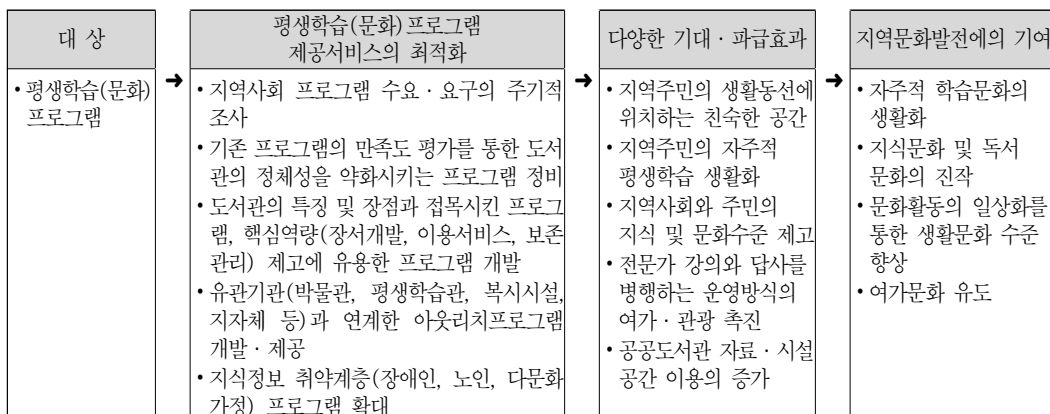 대 상
• 평생학습(문화)
프로그램
➜
평생학습(문화)프로그램
제공서비스의 최적화
• 지역사회 프로그램 수요 · 요구의 주기적
조사
• 기존 프로그램의 만족도 평가를 통한 도서
관의 정체성을 약화시키는 프로그램 정비
• 도서관의 특징 및 장점과 접목시킨 프로그
램, 핵심역량(장서개발, 이용서비스, 보존
관리) 제고에 유용한 프로그램 개발
• 유관기관(박물관, 평생학습관, 복시시설,
지자체 등)과 연계한 아웃리치프로그램
개발 · 제공
• 지식정보 취약계층(장애인, 노인, 다문화
가정) 프로그램 확대
➜
다양한 기대 · 파급효과
• 지역주민의 생활동선에
위치하는 친숙한 공간
• 지역주민의 자주적
평생학습 생활화
• 지역사회와 주민의
지식 및 문화수준 제고
• 전문가 강의와 답사를
병행하는 운영방식의
여가 · 관광 촉진
• 공공도서관 자료 · 시설
공간 이용의 증가
➜
지역문화발전에의 기여
• 자주적 학습문화의
생활화
• 지식문화 및 독서
문화의 진작
• 문화활동의 일상화를
통한 생활문화 수준
향상
• 여가문화 유도